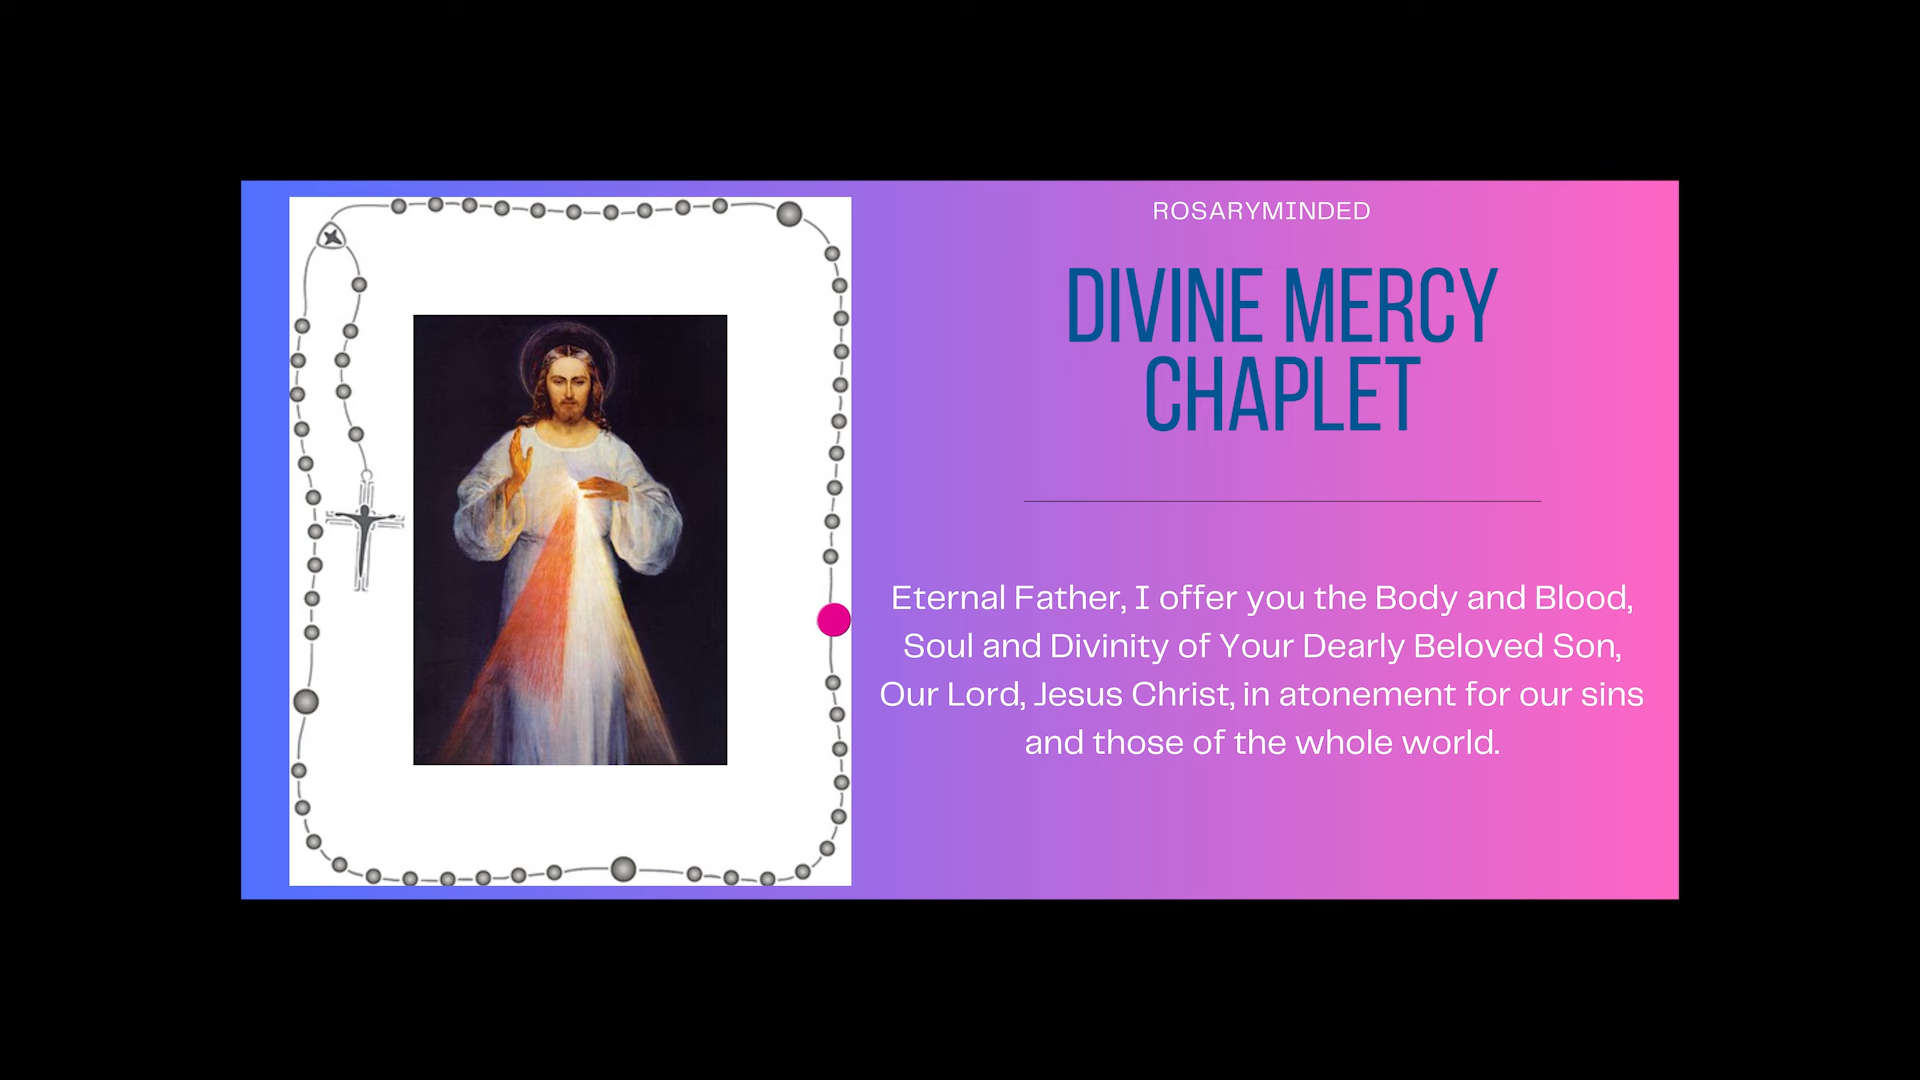 ROSARYMINDED
DIVINE MERCY
CHAPLET
Eternal Father, I offer you the Body and Blood,
Soul and Divinity of Your Dearly Beloved Son,
Our Lord, Jesus Christ, in atonement for our sins
and those of the whole world.